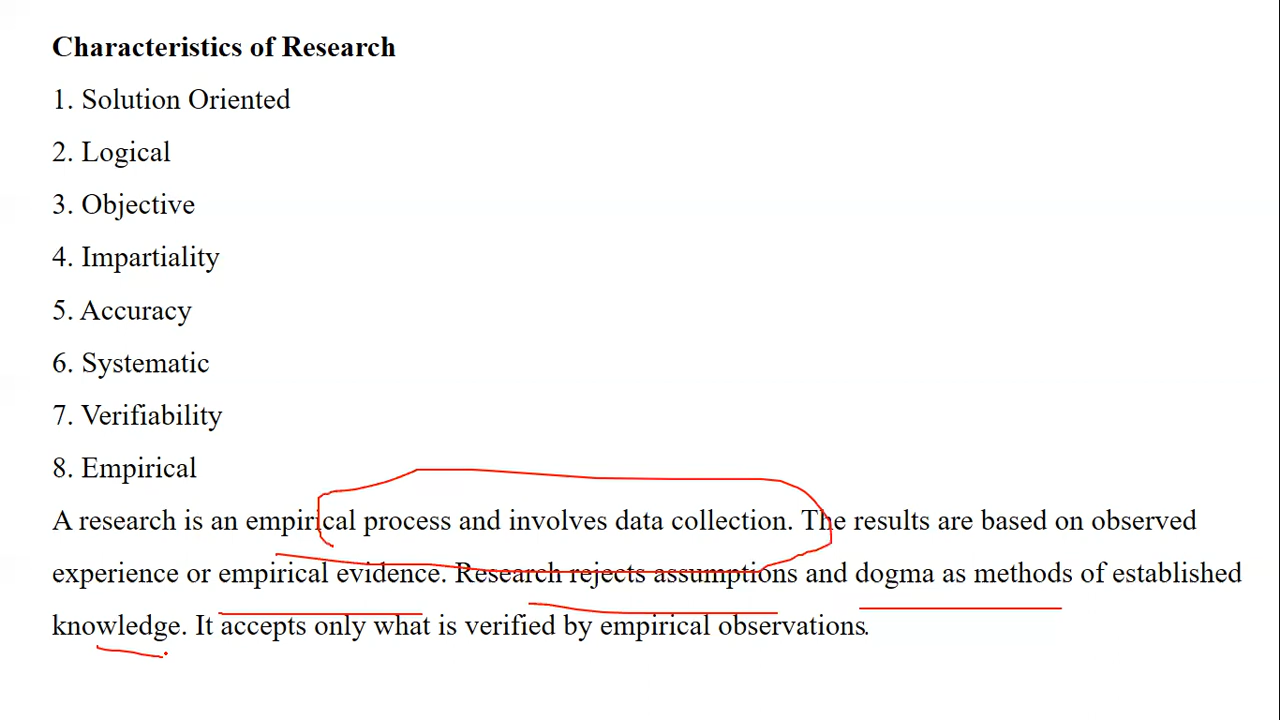 Characteristics of Research
1. Solution Oriented
2. Logical
3. Objective
4. Impartiality
5. Accuracy
6. Systematic
7. Verifiability
8. Empirical
A research is an empirical process and involves data collection. The results are based on observed
experience or empirical evidence. Research rejects assumptions and dogma as methods of established
knowledge. It accepts only what is verified by empirical observations.